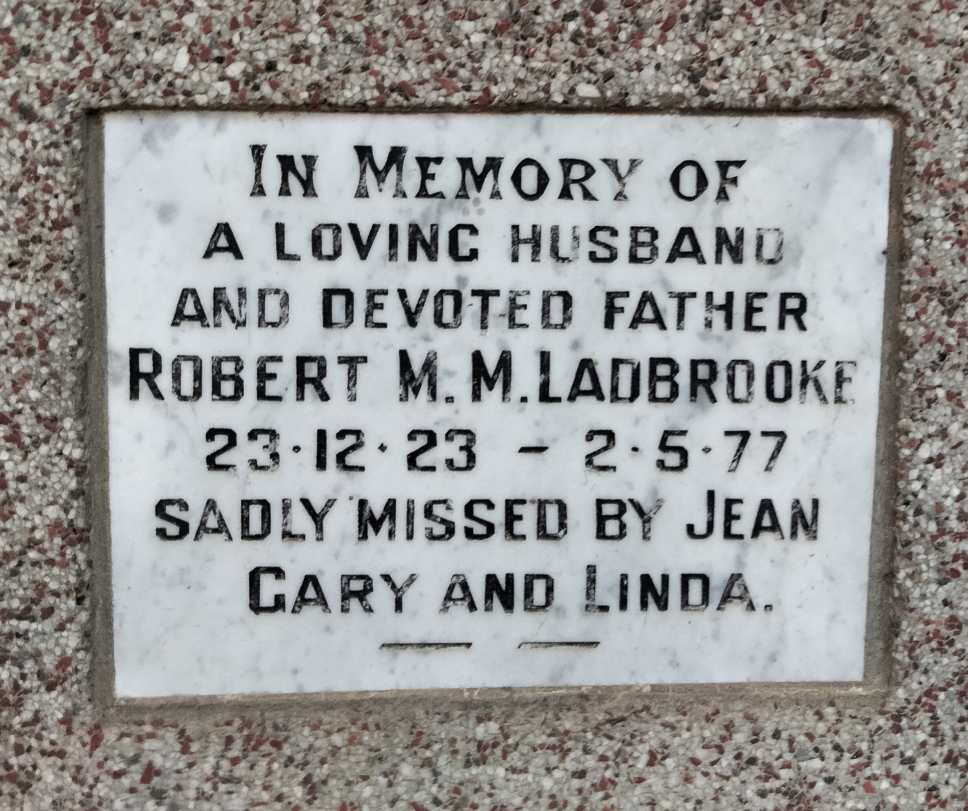 IN MEMORY OF
A LOVING HUSBAND
AND DEVOTED FATHER
ROBERT M.M.LADBROOKE
23·12·23 – 2·5·77
SADLY MISSED BY JEAN
GARY AND LINDA.